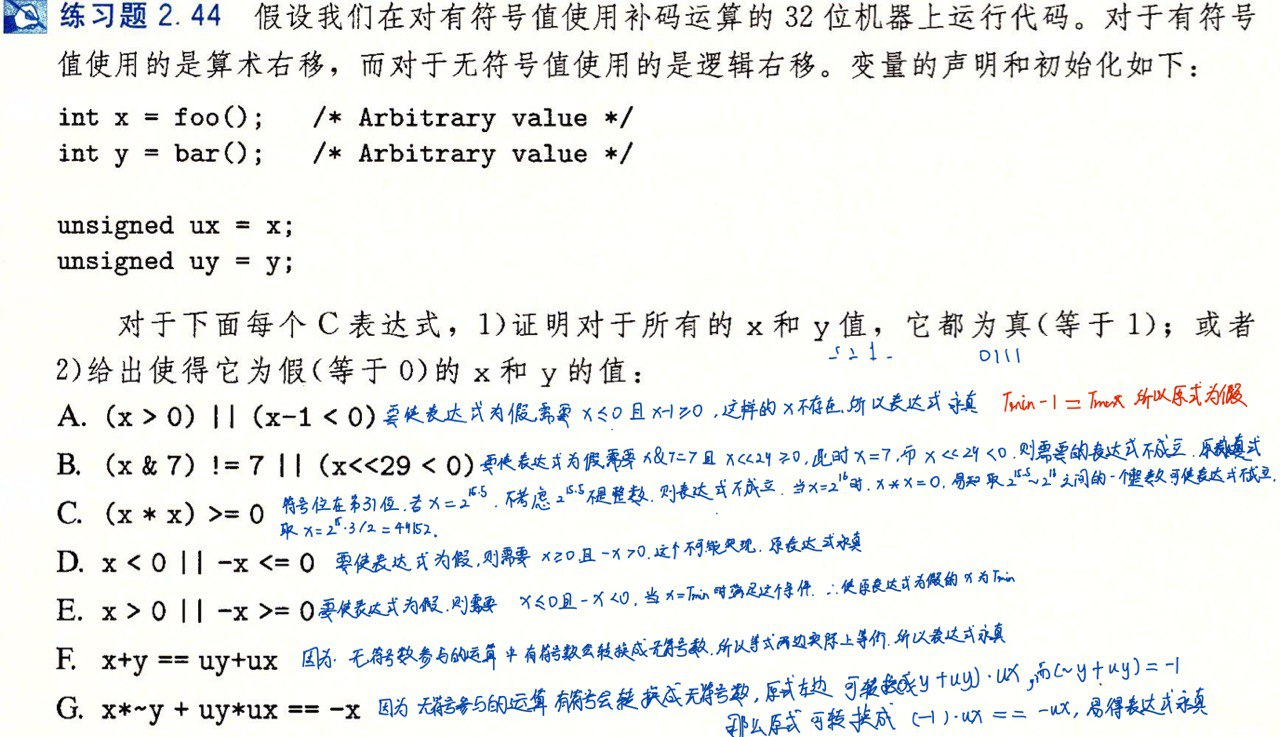 练习题 2.44 假设我们在对有符号值使用补码运算的 32 位机器上运行代码。对于有符号
值使用的是算术右移，而对于无符号值使用的是逻辑右移。变量的声明和初始化如下：
int x = foo(); /* Arbitrary value */
int y = bar(); /* Arbitrary value */
unsigned ux = x;
unsigned uy = y;
对于下面每个 C 表达式，1)证明对于所有的 x 和 y 值，它都为真(等于 1)；或者
0111
2)给出使得它为假(等于 0)的 x 和 y 的值：
A. (x > 0) || (x-1 < 0) 要使表达式为假,需要 x≤0 且 x-1≥0，这样的x不存在,所以表达式永真 Tmin-1=Tmax 所以原式为假
B. (x & 7) != 7 || (x<<29 < 0) 要使表达式为假需要 x&7=7 且 x<<29≥0, 此时 x=7, 而 x<<29<0. 则需要的表达式不成立. 原式
C. (x * x) >= 0 符号位在第31位. 若 x=2^15.5. 不考虑 2^15.5 不是整数. 则表达式不成立. 当x=2^16时. x*x=0. 易知取 2^15.5~2^16 之间的一个整数可使表达式不成立.
取 x=2^15·3/2=49152.
D. x < 0 || -x <= 0 要使表达式为假,则需要 x≥0 且 -x>0. 这个不可能出现. 原表达式永真
E. x > 0 || -x >= 0 要使表达式为假.则需要 x≤0且-x<0, 当x=Tmin时满足这个条件. ∴使原表达式为假的x为Tmin
F. x+y == uy+ux 因为. 无符号数参与的运算中有符号数会转换成无符号数.所以等式两边实际上等价.所以表达式永真
G. x*~y + uy*ux == -x 因为无符号参与的运算有符号会转换成无符号数, 原式左边可转换成(~y+uy)·ux, 而(~y+uy)=-1
那么原式可转换成 (-1)·ux == -ux, 易得表达式永真